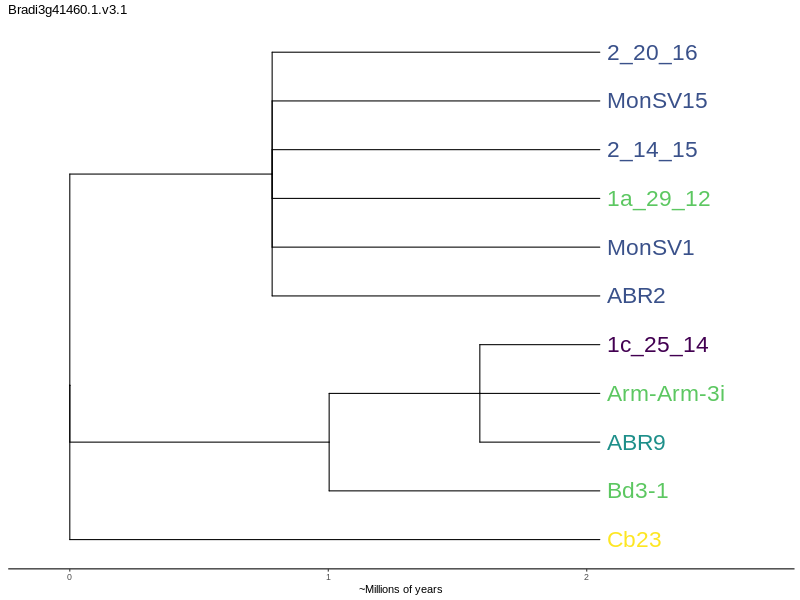 Bradi3g41460.1.v3.1
2_20_16
MonSV15
2_14_15
1a_29_12
MonSV1
ABR2
1c_25_14
Arm-Arm-3i
ABR9
Bd3-1
Cb23
0 1 2
~Millions of years